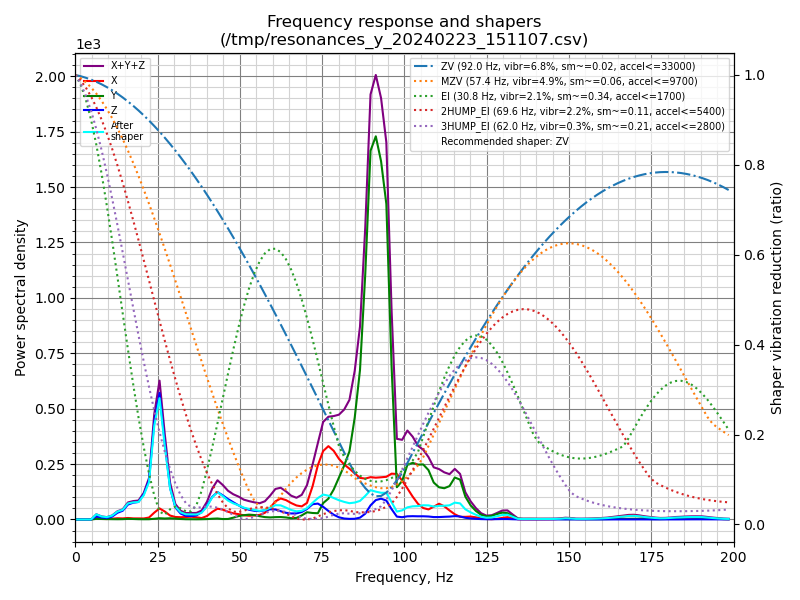 Frequency response and shapers
(/tmp/resonances_y_20240223_151107.csv)
1e3
X+Y+Z
X
Y
Z
After
shaper
ZV (92.0 Hz, vibr=6.8%, sm~=0.02, accel<=33000)
MZV (57.4 Hz, vibr=4.9%, sm~=0.06, accel<=9700)
EI (30.8 Hz, vibr=2.1%, sm~=0.34, accel<=1700)
2HUMP_EI (69.6 Hz, vibr=2.2%, sm~=0.11, accel<=5400)
3HUMP_EI (62.0 Hz, vibr=0.3%, sm~=0.21, accel<=2800)
Recommended shaper: ZV
Power spectral density
2.00
1.75
1.50
1.25
1.00
0.75
0.50
0.25
0.00
1.0
0.8
0.6
0.4
0.2
0.0
Shaper vibration reduction (ratio)
0 25 50 75 100 125 150 175 200
Frequency, Hz